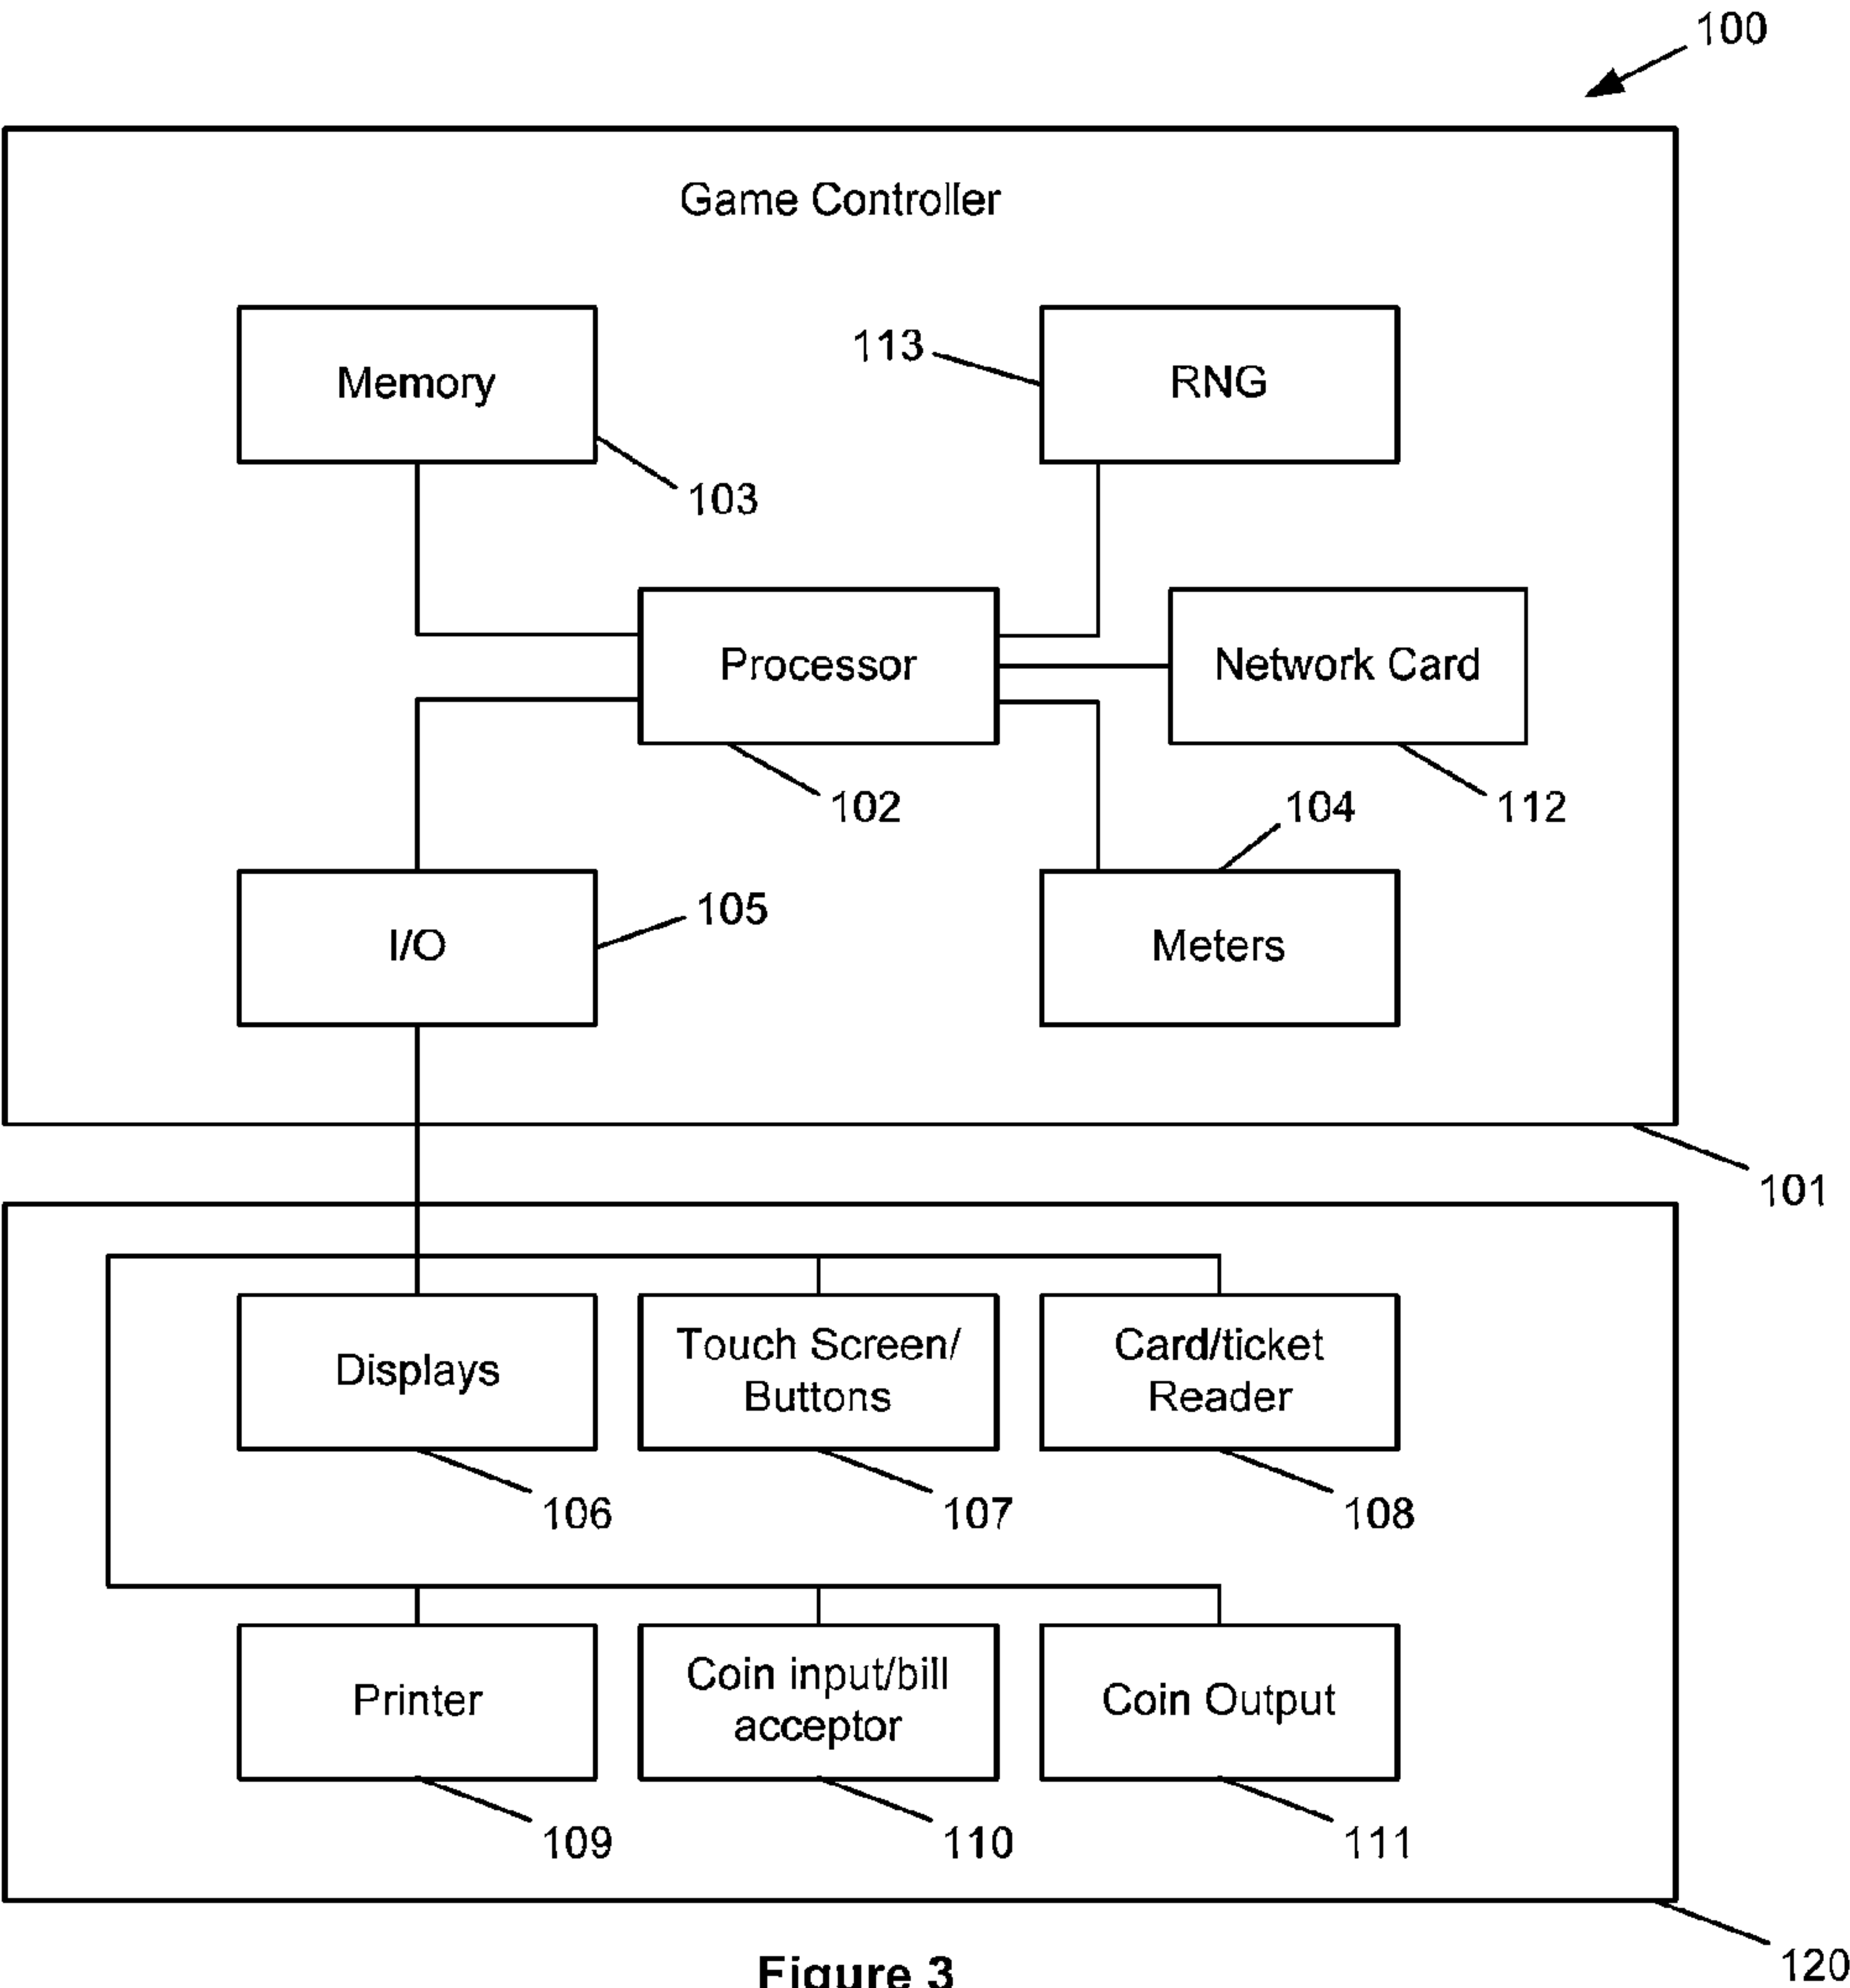 100
Game Controller
Memory
113
RNG
103
Processor
Network Card
102
104
112
I/O
105
Meters
101
Displays
Touch Screen/
Buttons
Card/ticket
Reader
106
107
108
Printer
Coin input/bill
acceptor
Coin Output
109
110
111
120
Figure 3